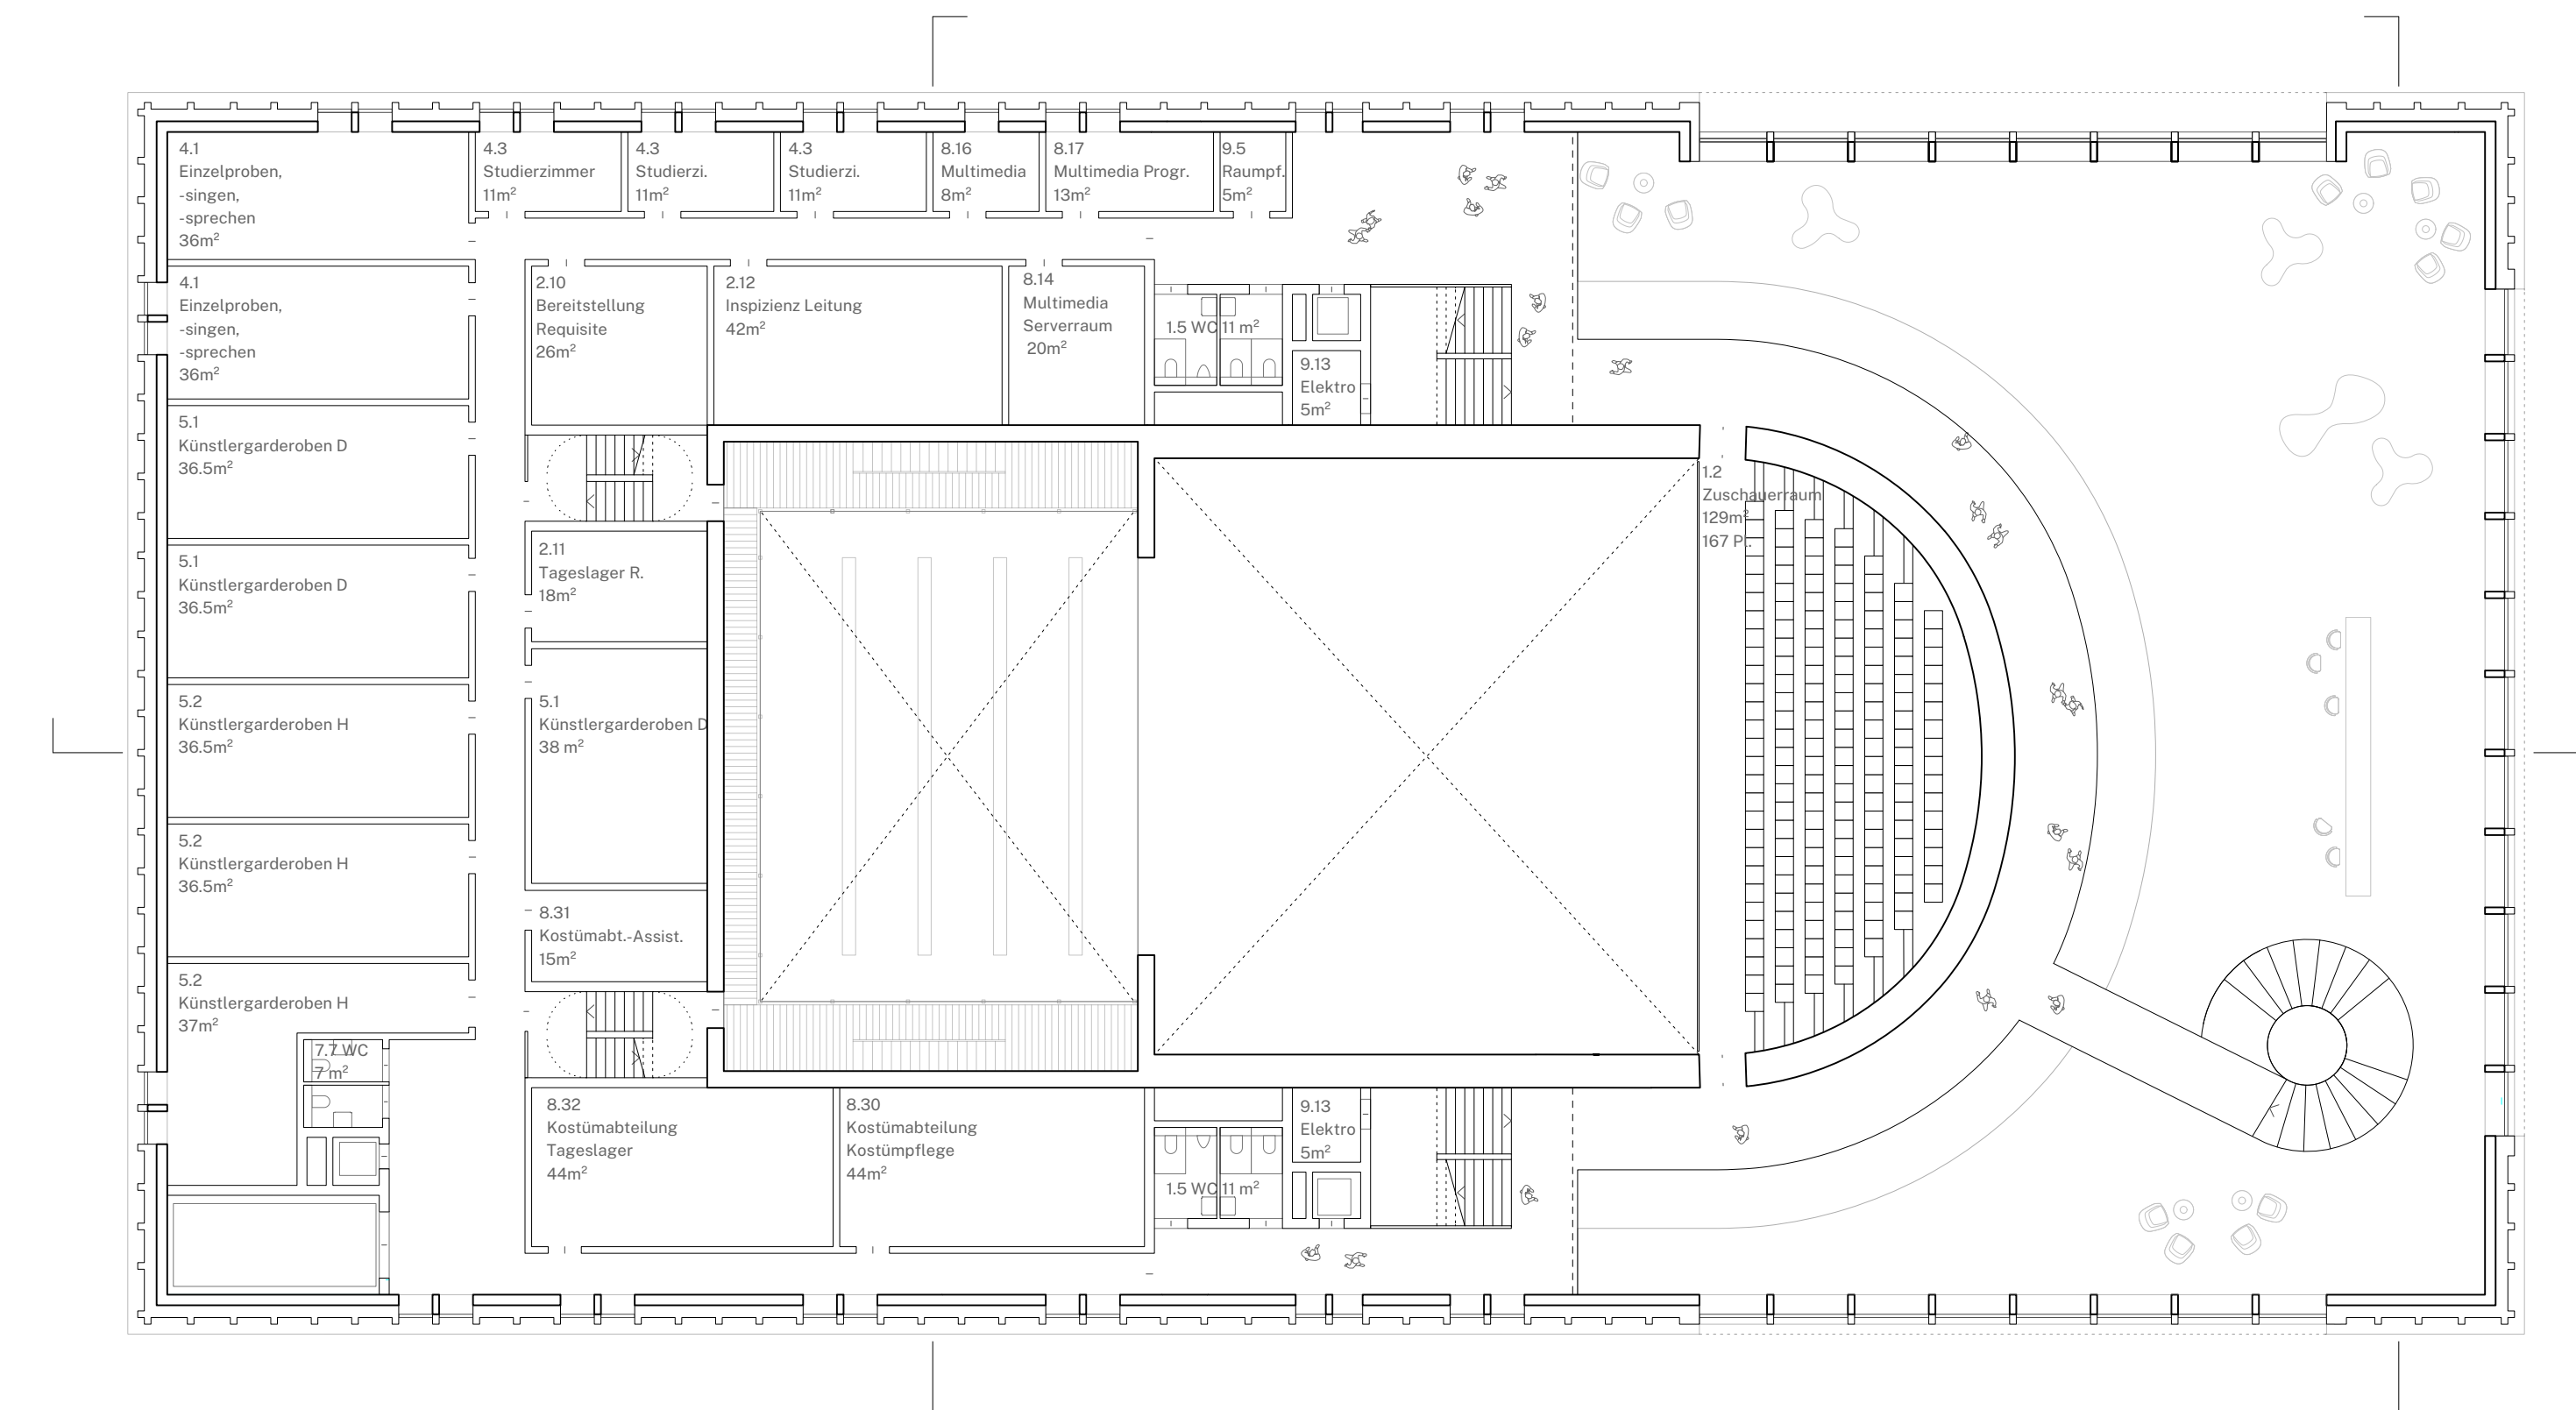 4.1
Einzelproben,
-singen,
-sprechen
36m²
4.3
Studierzimmer
11m²
4.3
Studierzi.
11m²
4.3
Studierzi.
11m²
8.16
Multimedia
8m²
8.17
Multimedia Progr.
13m²
9.5
Raumpf.
5m²
4.1
Einzelproben,
-singen,
-sprechen
36m²
2.10
Bereitstellung
Requisite
26m²
2.12
Inspizienz Leitung
42m²
8.14
Multimedia
Serverraum
20m²
1.5 WC 11 m²
9.13
Elektro
5m²
5.1
Künstlergarderoben D
36.5m²
1.2
Zuschauerraum
129m²
167 Pl.
5.1
Künstlergarderoben D
36.5m²
2.11
Tageslager R.
18m²
5.2
Künstlergarderoben H
36.5m²
5.1
Künstlergarderoben D
38 m²
5.2
Künstlergarderoben H
36.5m²
8.31
Kostümabt.-Assist.
15m²
5.2
Künstlergarderoben H
37m²
7.7 WC
7 m²
8.32
Kostümabteilung
Tageslager
44m²
8.30
Kostümabteilung
Kostümpflege
44m²
9.13
Elektro
5m²
1.5 WC 11 m²